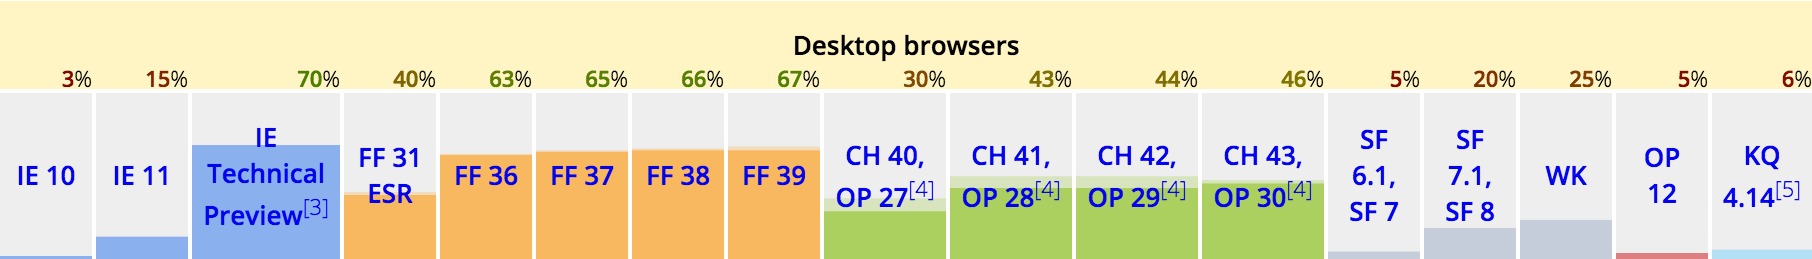 Desktop browsers
3% 15% 70% 40% 63% 65% 66% 67% 30% 43% 44% 46% 5% 20% 25% 5% 6%
IE 10
IE 11
IE
Technical
Preview[3]
FF 31
ESR
FF 36
FF 37
FF 38
FF 39
CH 40,
OP 27[4]
CH 41,
OP 28[4]
CH 42,
OP 29[4]
CH 43,
OP 30[4]
SF
6.1,
SF 7
SF
7.1,
SF 8
WK
OP
12
KQ
4.14[5]